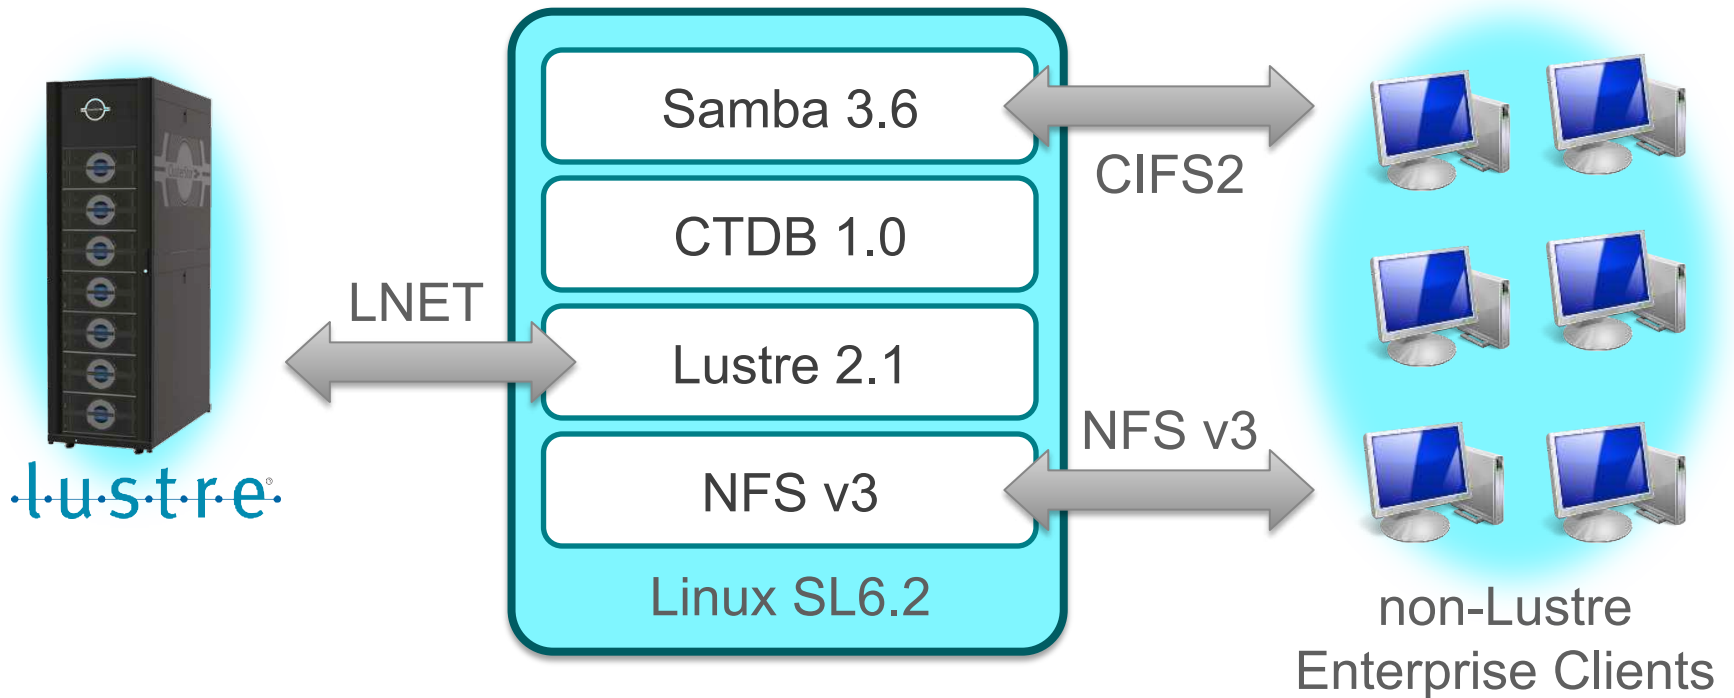 Samba 3.6
CIFS2
CTDB 1.0
LNET
Lustre 2.1
NFS v3
NFS v3
lustre
Linux SL6.2
non-Lustre
Enterprise Clients